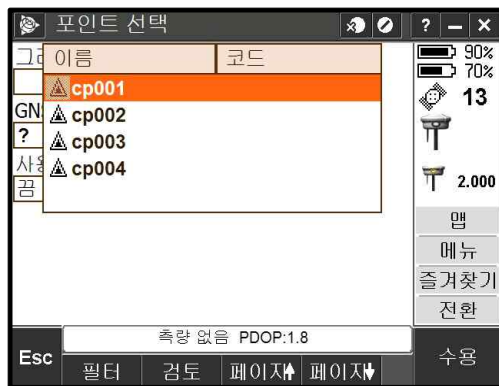 포인트 선택
? – ×
이름 코드
90%
70%
cp001
cp002
cp003
cp004
13
?
끔
2.000
맵
메뉴
즐겨찾기
전환
측량 없음 PDOP:1.8
Esc
필터 검토 페이지 페이지
수용